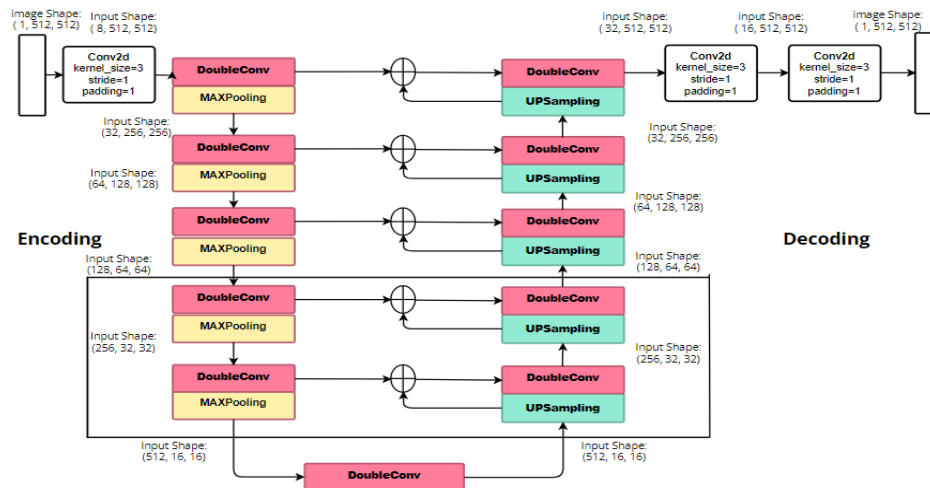 image Shape:
( 1, 512, 512)
input Shape:
( 8, 512, 512)
input Shape:
(32, 512, 512)
input Shape:
(16, 512, 512)
image Shape:
( 1, 512, 512)
Conv2d
kernel_size=3
stride=1
padding=1
DoubleConv
MAXPooling
DoubleConv
UPSampling
Conv2d
kernel_size=3
stride=1
padding=1
Conv2d
kernel_size=3
stride=1
padding=1
Input Shape:
(32, 256, 256)
Input Shape:
(32, 256, 256)
DoubleConv
MAXPooling
DoubleConv
UPSampling
Input Shape:
(64, 128, 128)
Input Shape:
(64, 128, 128)
DoubleConv
MAXPooling
DoubleConv
UPSampling
Encoding
Decoding
Input Shape:
(128, 64, 64)
Input Shape:
(128, 64, 64)
DoubleConv
MAXPooling
DoubleConv
UPSampling
Input Shape:
(256, 32, 32)
Input Shape:
(256, 32, 32)
DoubleConv
MAXPooling
DoubleConv
UPSampling
Input Shape:
(512, 16, 16)
Input Shape:
(512, 16, 16)
DoubleConv